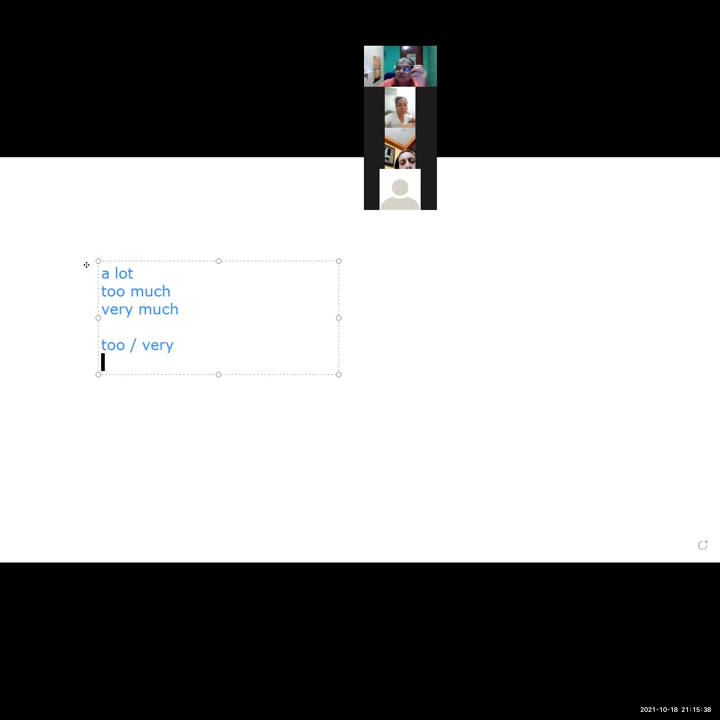 a lot
too much
very much
too / very
2021-10-18 21:15:38